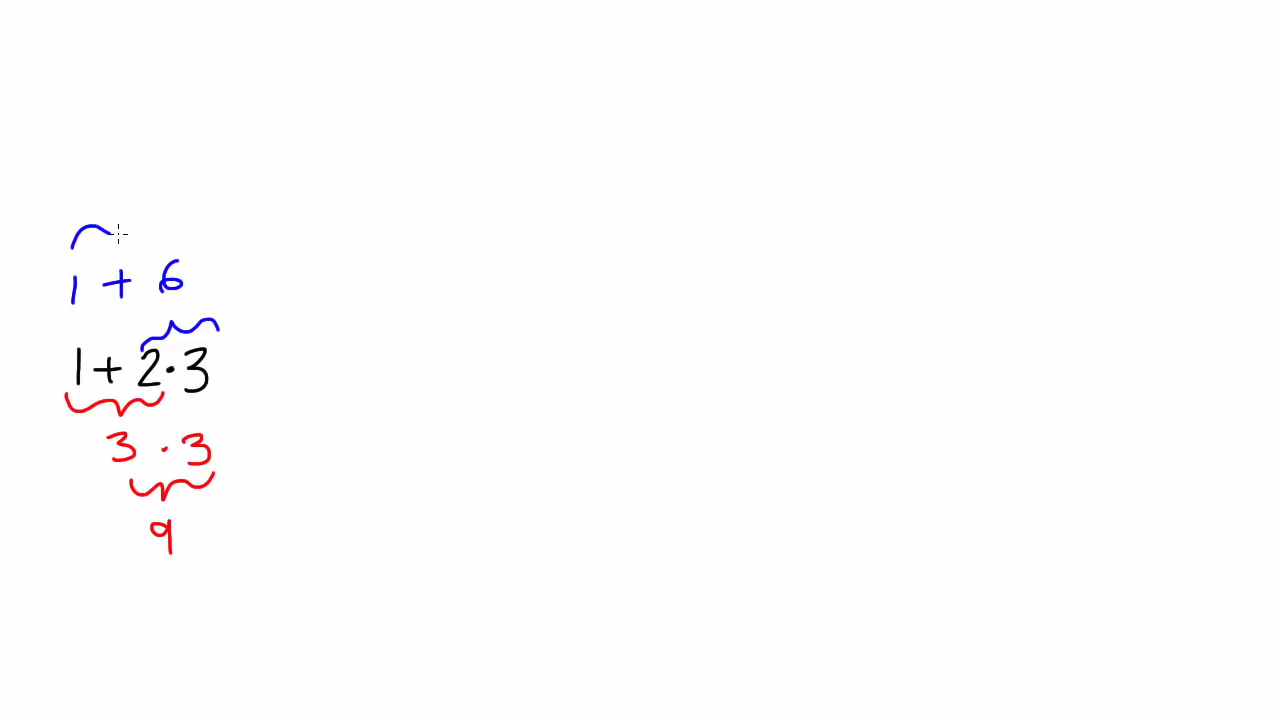 1 + 6
1 + 2 · 3
3 · 3
9